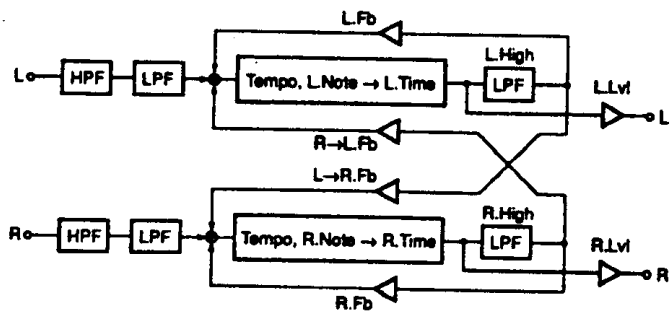 L.Fb
L.High
L HPF LPF Tempo, L.Note → L.Time LPF L.Lvl L
R→L.Fb
L→R.Fb
R.High
R HPF LPF Tempo, R.Note → R.Time LPF R.Lvl R
R.Fb